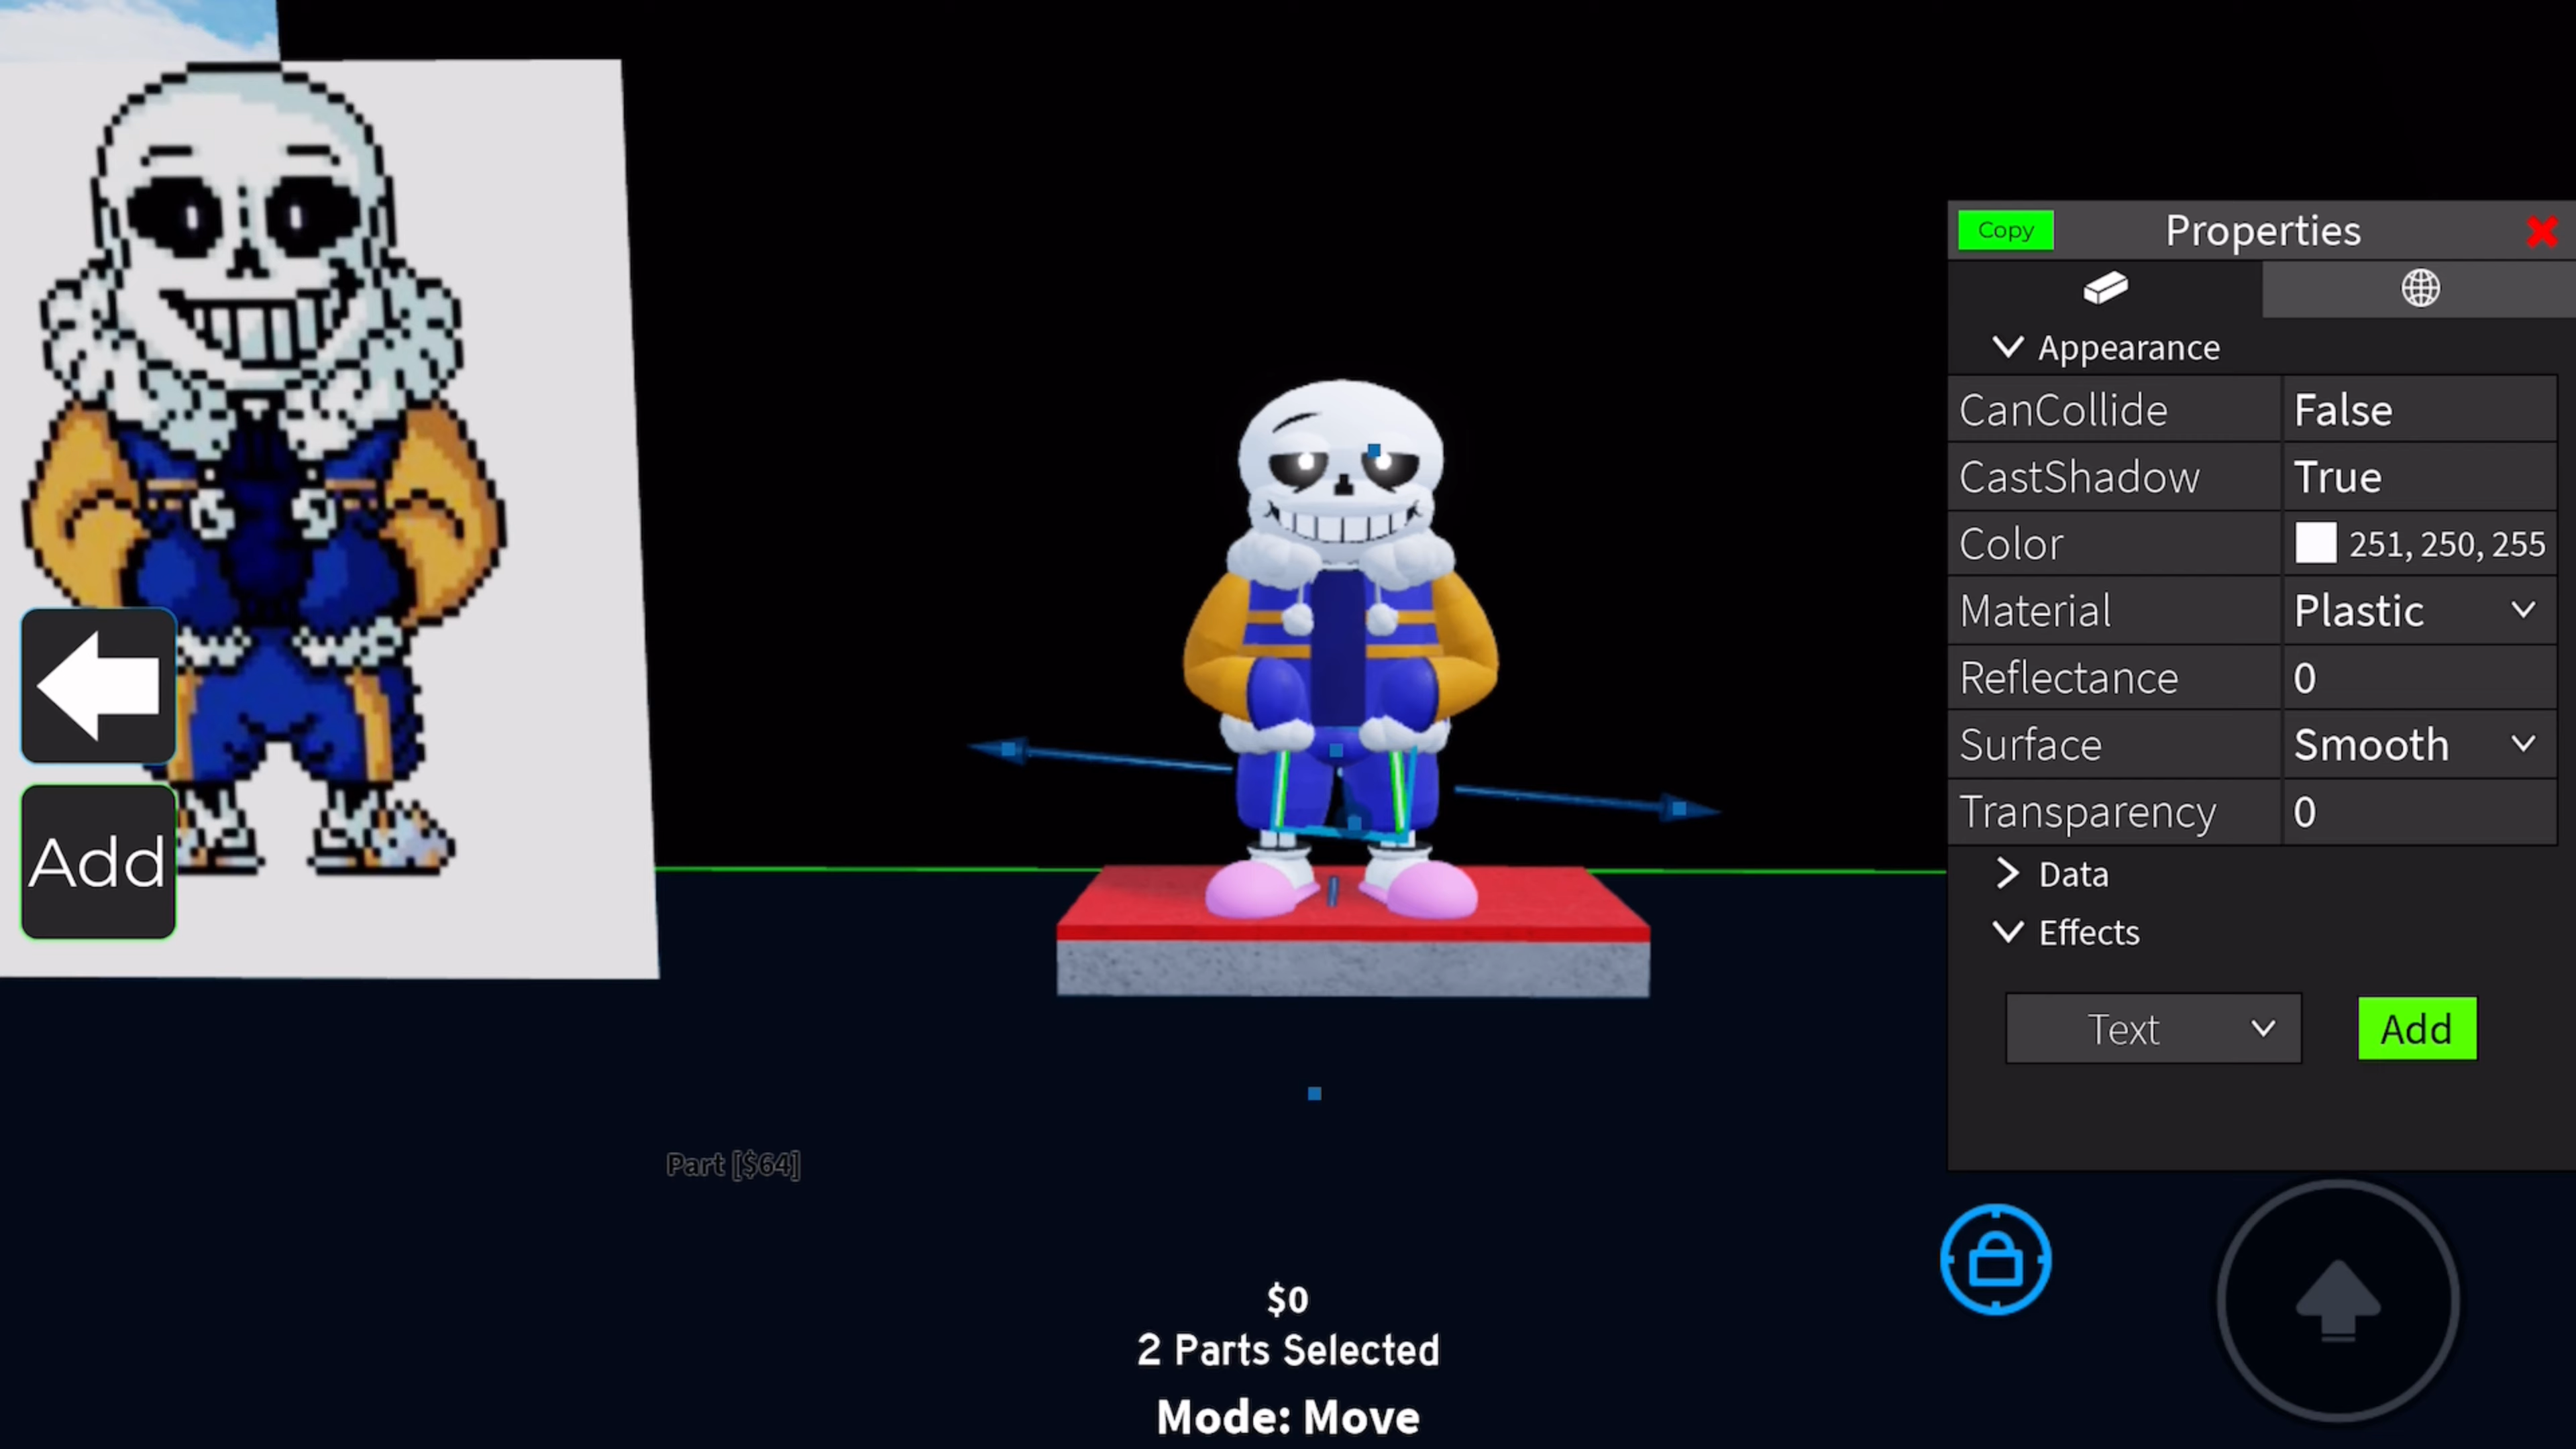 Copy
Properties
Appearance
CanCollide False
CastShadow True
Color 251, 250, 255
Material Plastic
Reflectance 0
Surface Smooth
Transparency 0
Data
Effects
Text Add
Add
Part [$64]
$0
2 Parts Selected
Mode: Move